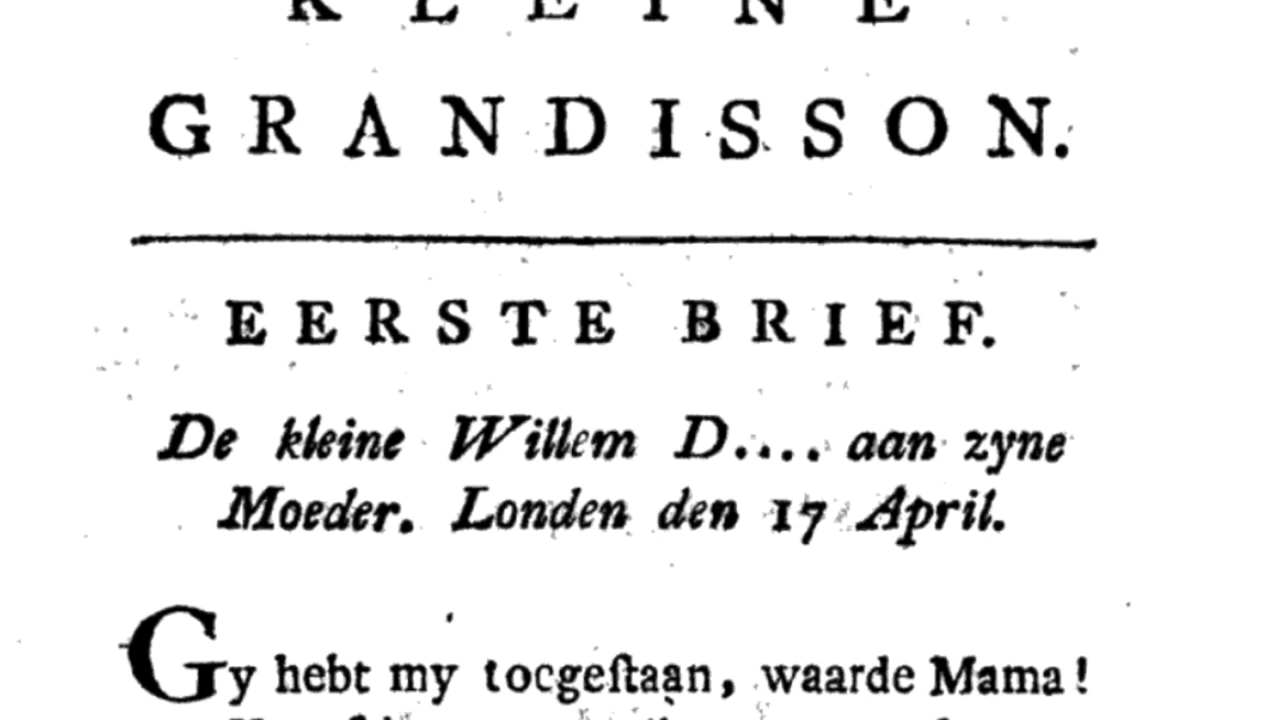 KLEINE
GRANDISSON.
EERSTE BRIEF.
De kleine Willem D.... aan zyne
Moeder. Londen den 17 April.
Gy hebt my toegeſtaan, waarde Mama!